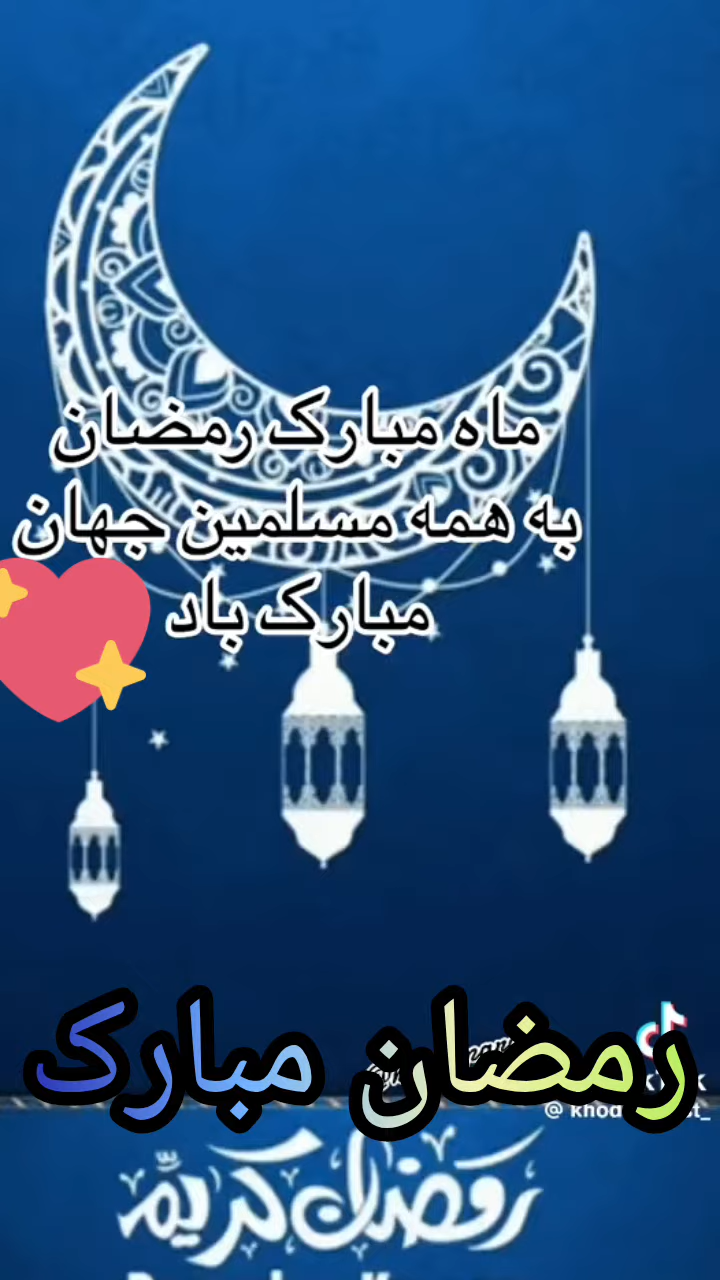 ماه مبارک رمضان
به همه مسلمین جهان
مبارک باد
رمضان مبارک
رمضان كريم